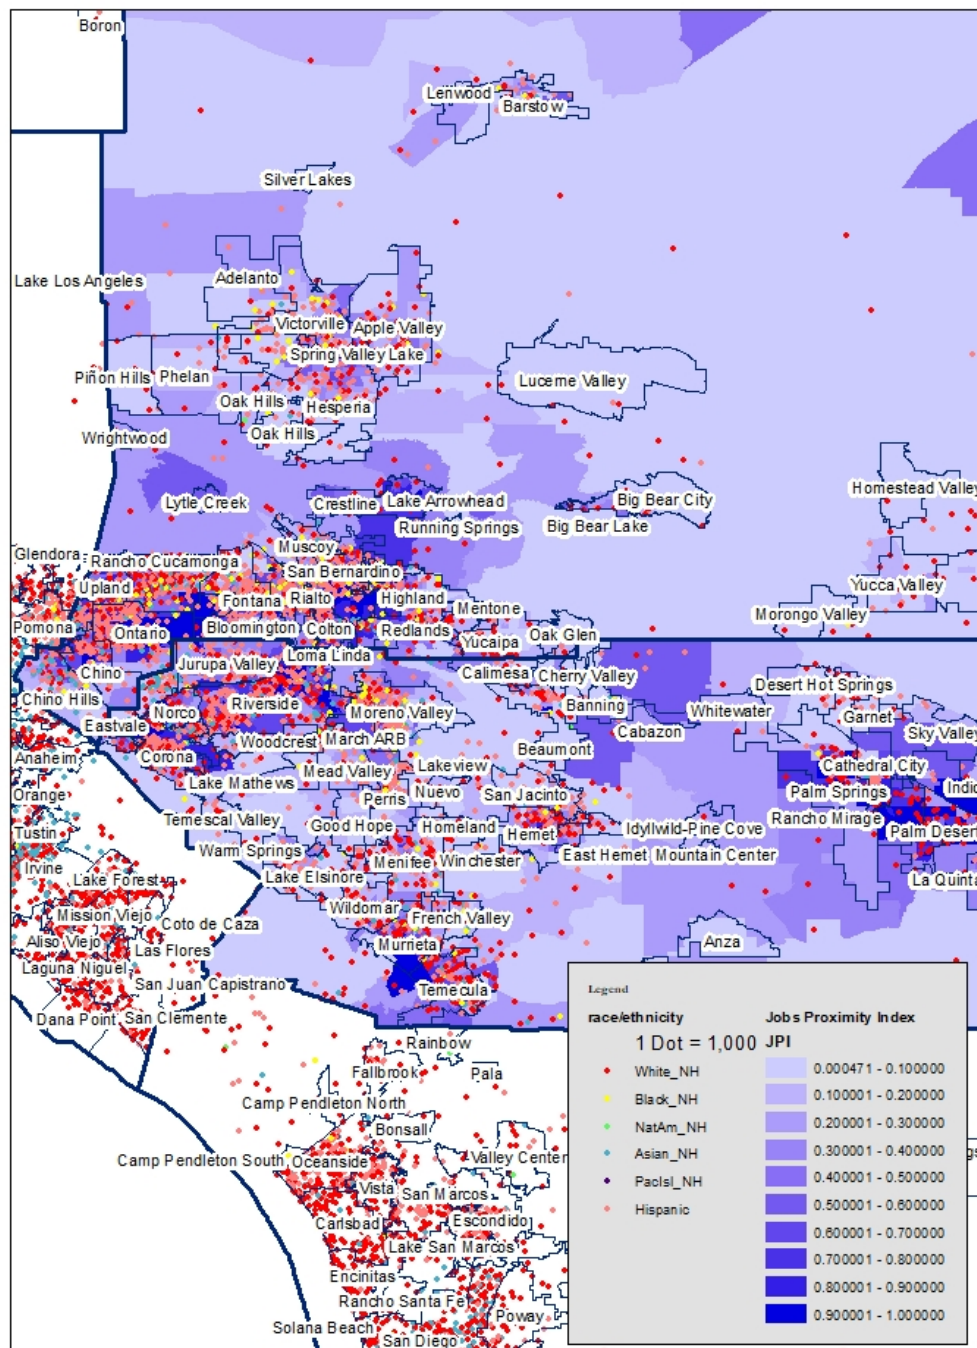 Boron
Lenwood
Barstow
Silver Lakes
Lake Los Angeles
Adelanto
Victorville
Apple Valley
Spring Valley Lake
Piñon Hills
Phelan
Lucerne Valley
Oak Hills
Hesperia
Oak Hills
Wrightwood
Lytle Creek
Crestline
Lake Arrowhead
Big Bear City
Homestead Valley
Running Springs
Big Bear Lake
Glendora
Rancho Cucamonga
Muscoy
San Bernardino
Upland
Fontana
Rialto
Highland
Mentone
Yucca Valley
Morongo Valley
Pomona
Ontario
Bloomington
Colton
Redlands
Yucaipa
Oak Glen
Chino
Jurupa Valley
Loma Linda
Calimesa
Cherry Valley
Desert Hot Springs
Chino Hills
Norco
Riverside
Moreno Valley
Banning
Whitewater
Garnet
Eastvale
Woodcrest
March ARB
Cabazon
Sky Valley
Anaheim
Corona
Beaumont
Mead Valley
Lakeview
Cathedral City
Orange
Lake Mathews
Perris
Nuevo
San Jacinto
Palm Springs
Indio
Temescal Valley
Good Hope
Homeland
Hemet
Idyllwild-Pine Cove
Rancho Mirage
Palm Desert
Tustin
Warm Springs
Menifee
Winchester
East Hemet
Mountain Center
Irvine
Lake Forest
Lake Elsinore
La Quinta
Mission Viejo
Coto de Caza
Wildomar
French Valley
Aliso Viejo
Las Flores
Murrieta
Anza
Laguna Niguel
San Juan Capistrano
Temecula
Dana Point
San Clemente
Rainbow
Fallbrook
Pala
Camp Pendleton North
Bonsall
Camp Pendleton South
Oceanside
Valley Center
Vista
San Marcos
Carlsbad
Escondido
Lake San Marcos
Encinitas
Rancho Santa Fe
Poway
Solana Beach
San Diego
Legend
race/ethnicity
1 Dot = 1,000
White_NH
Black_NH
NatAm_NH
Asian_NH
PacIsl_NH
Hispanic
Jobs Proximity Index
JPI
0.000471 - 0.100000
0.100001 - 0.200000
0.200001 - 0.300000
0.300001 - 0.400000
0.400001 - 0.500000
0.500001 - 0.600000
0.600001 - 0.700000
0.700001 - 0.800000
0.800001 - 0.900000
0.900001 - 1.000000